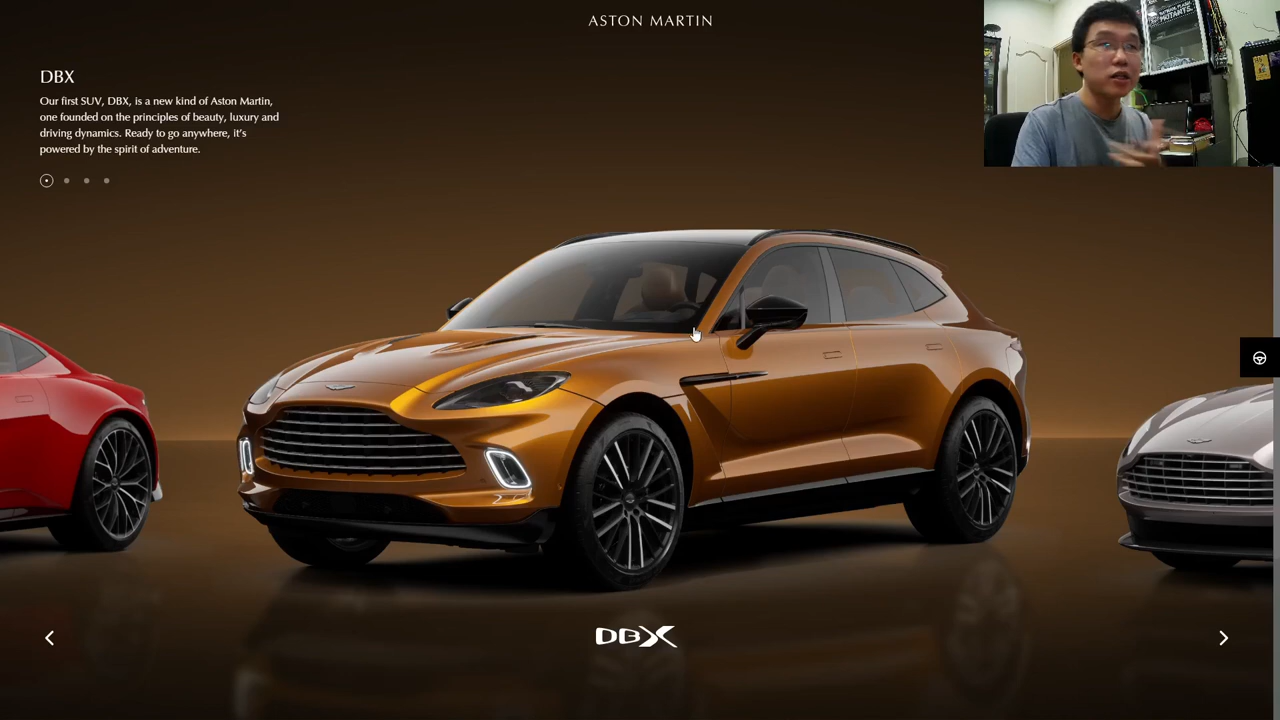 ASTON MARTIN
DBX
Our first SUV, DBX, is a new kind of Aston Martin,
one founded on the principles of beauty, luxury and
driving dynamics. Ready to go anywhere, it's
powered by the spirit of adventure.
MUTANTS.
DBX